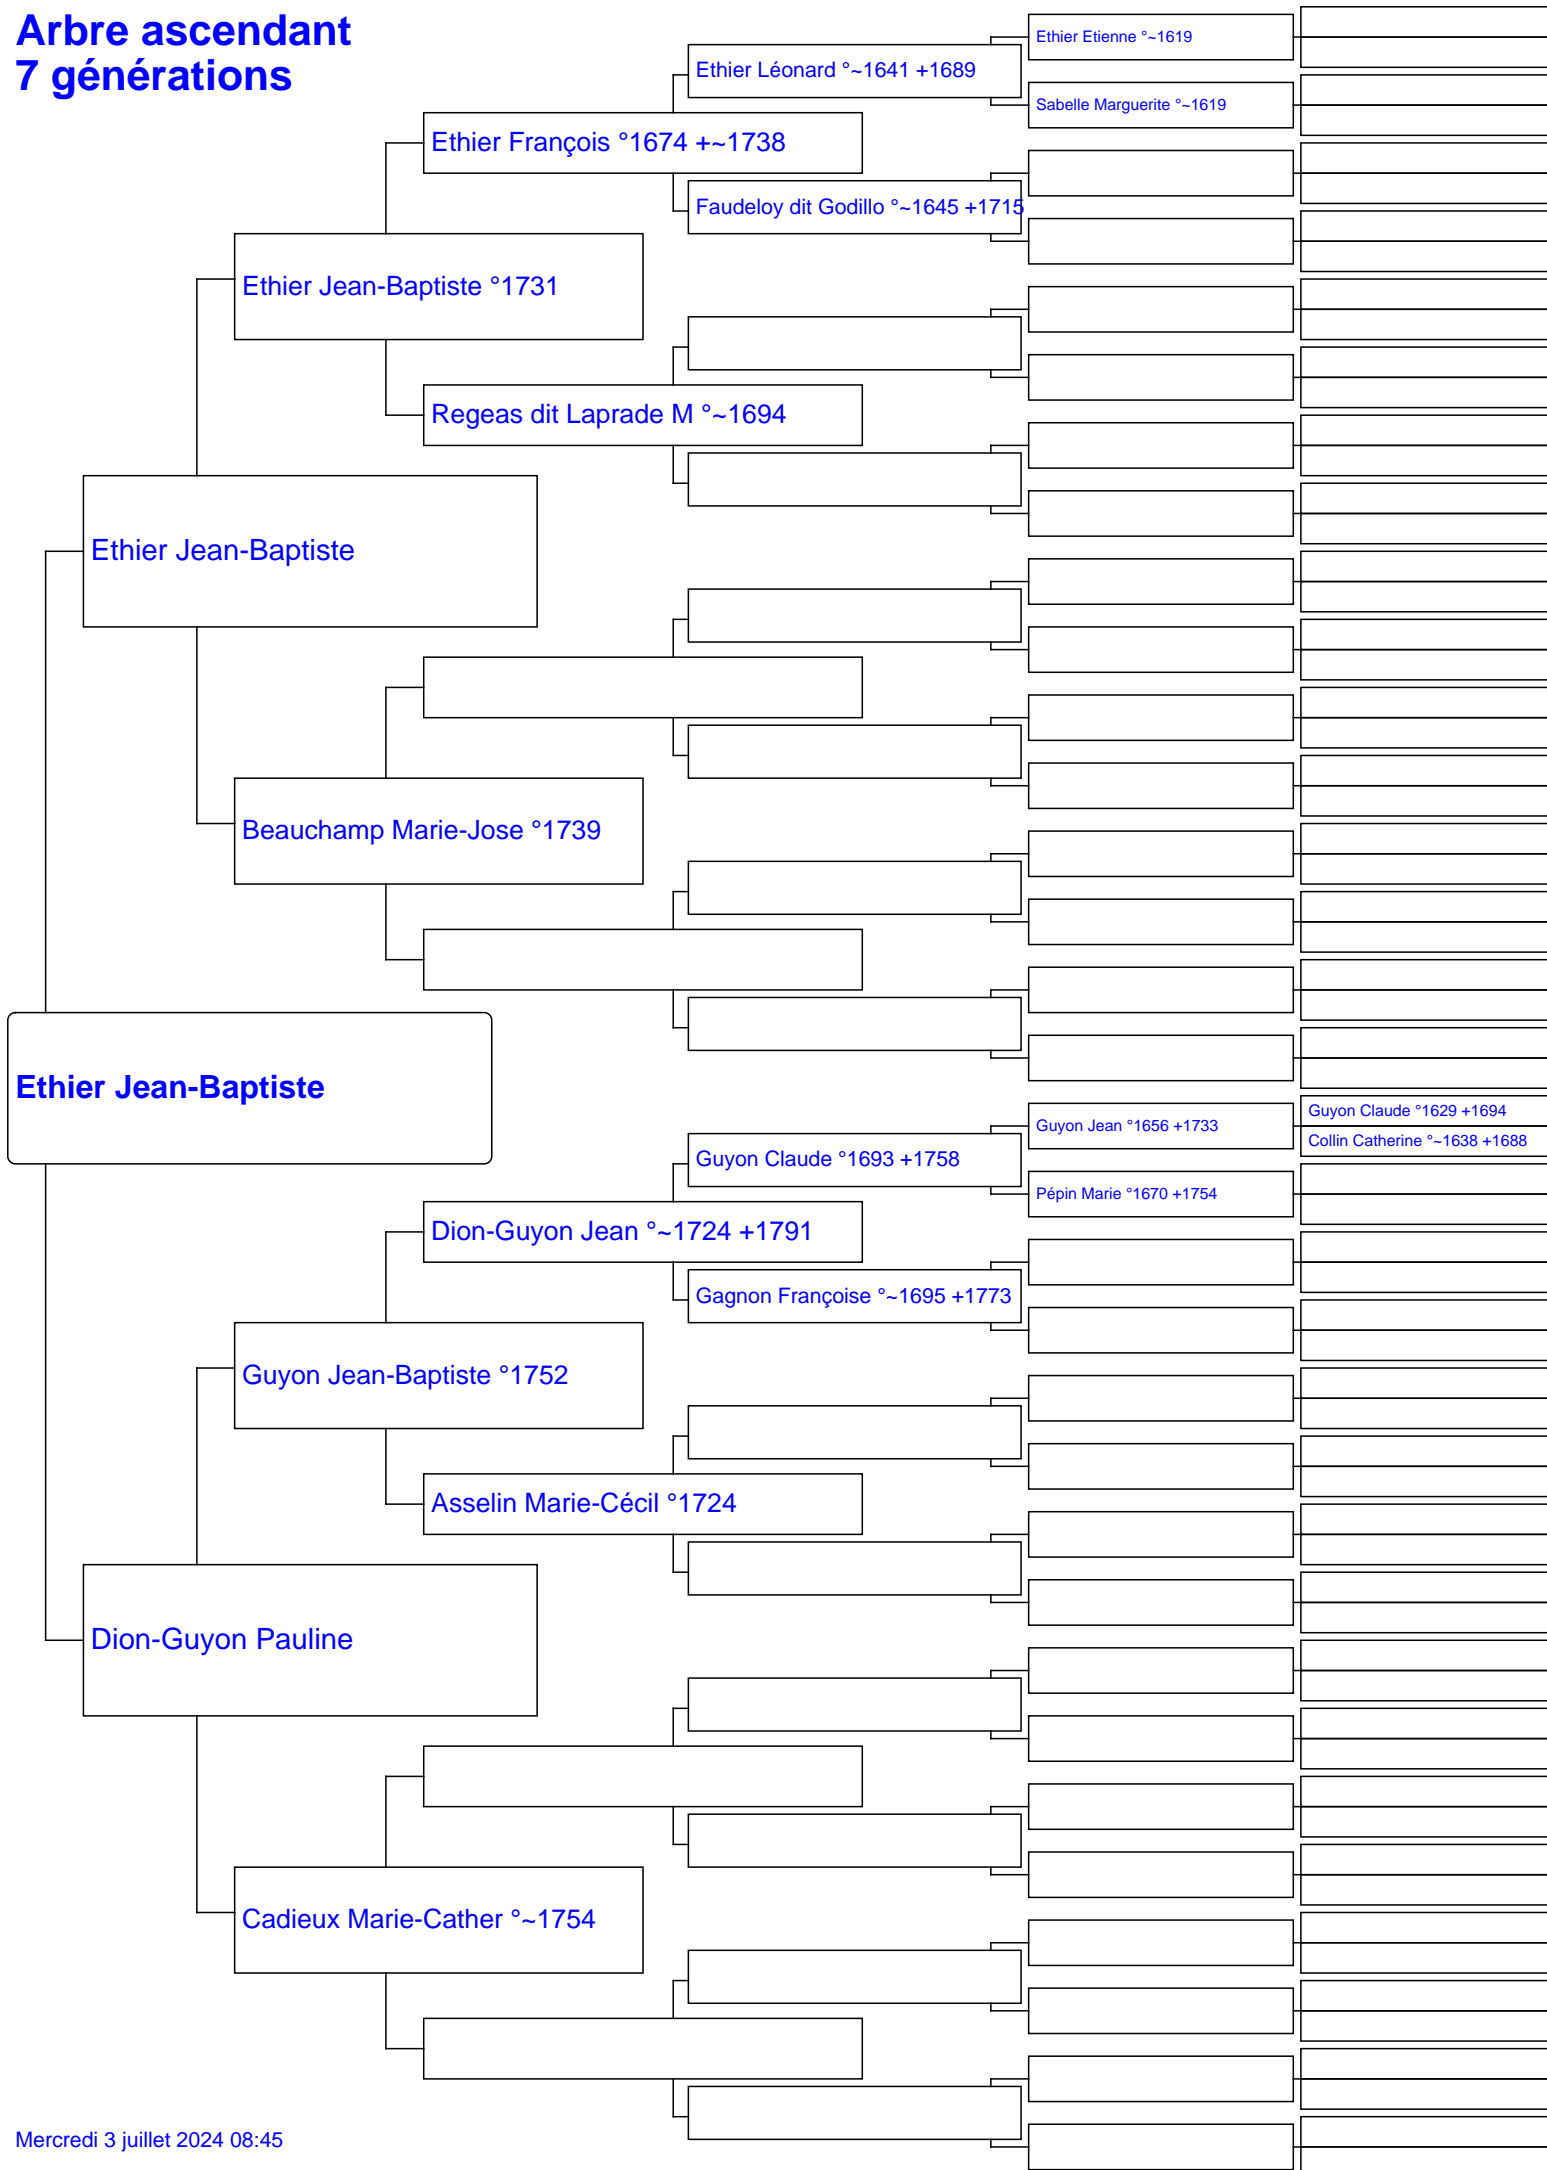 Arbre ascendant
7 générations
Ethier Etienne °~1619
Ethier Léonard °~1641 +1689
Sabelle Marguerite °~1619
Ethier François °1674 +~1738
Faudeloy dit Godillo °~1645 +1715
Ethier Jean-Baptiste °1731
Regeas dit Laprade M °~1694
Ethier Jean-Baptiste
Beauchamp Marie-Jose °1739
Ethier Jean-Baptiste
Guyon Claude °1629 +1694
Guyon Jean °1656 +1733
Collin Catherine °~1638 +1688
Guyon Claude °1693 +1758
Pépin Marie °1670 +1754
Dion-Guyon Jean °~1724 +1791
Gagnon Françoise °~1695 +1773
Guyon Jean-Baptiste °1752
Asselin Marie-Cécil °1724
Dion-Guyon Pauline
Cadieux Marie-Cather °~1754
Mercredi 3 juillet 2024 08:45